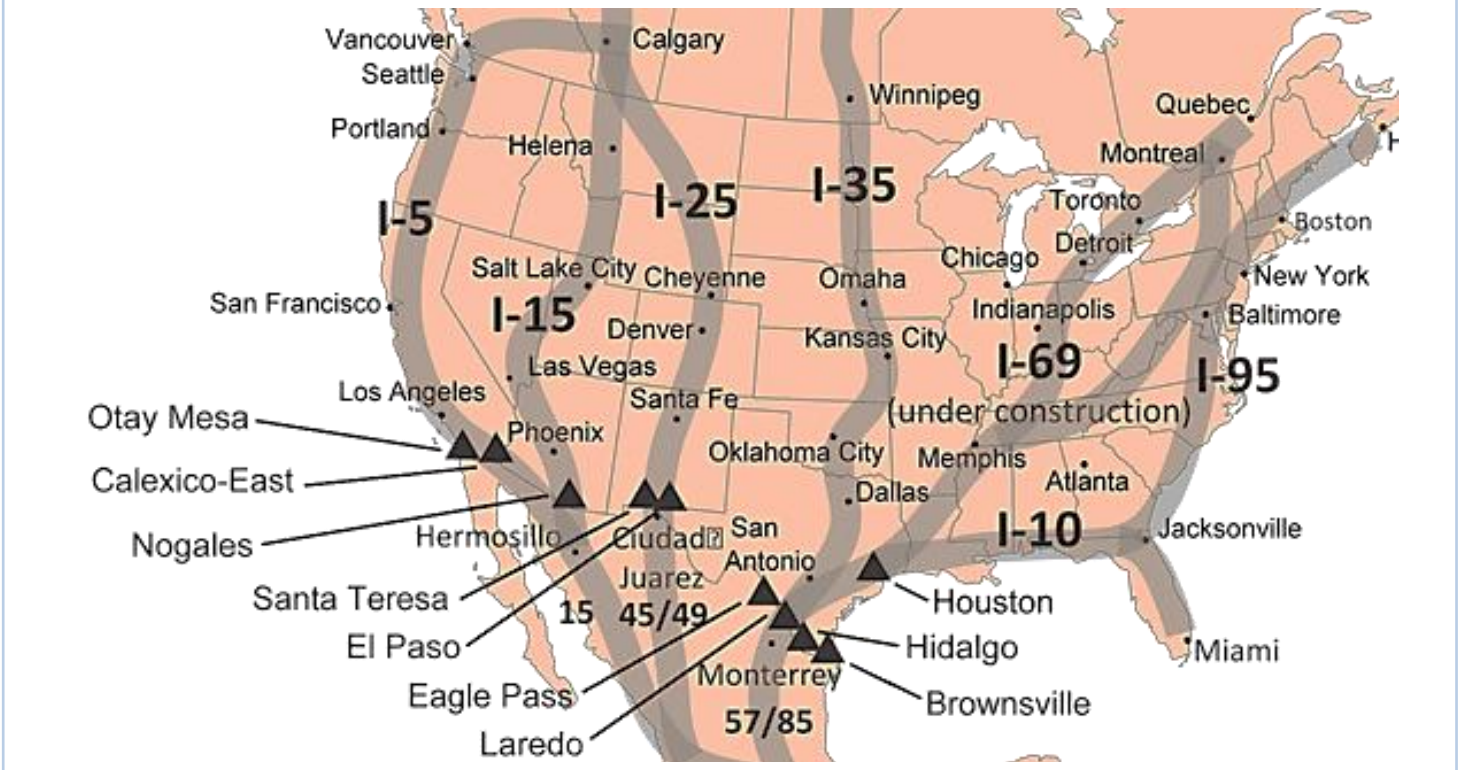 Vancouver
Calgary
Seattle
Winnipeg
Quebec
Portland
Helena
Montreal
H
I-25
I-35
Toronto
I-5
Boston
Detroit
Chicago
Salt Lake City
Cheyenne
Omaha
New York
San Francisco
I-15
Indianapolis
Baltimore
Denver
Kansas City
I-69
Las Vegas
I-95
Los Angeles
Santa Fe
(under construction)
Otay Mesa
Phoenix
Oklahoma City
Memphis
Calexico-East
Atlanta
Dallas
Nogales
Hermosillo
Ciudad
Juarez
San
Antonio
I-10
Jacksonville
Santa Teresa
15
45/49
Houston
El Paso
Hidalgo
Miami
Eagle Pass
Monterrey
Brownsville
Laredo
57/85